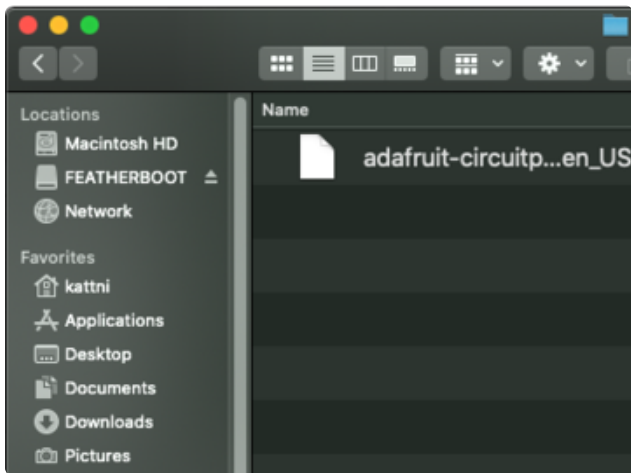 Locations
Macintosh HD
FEATHERBOOT
Network
Favorites
kattni
Applications
Desktop
Documents
Downloads
Pictures
Name
adafruit-circuitp...en_US